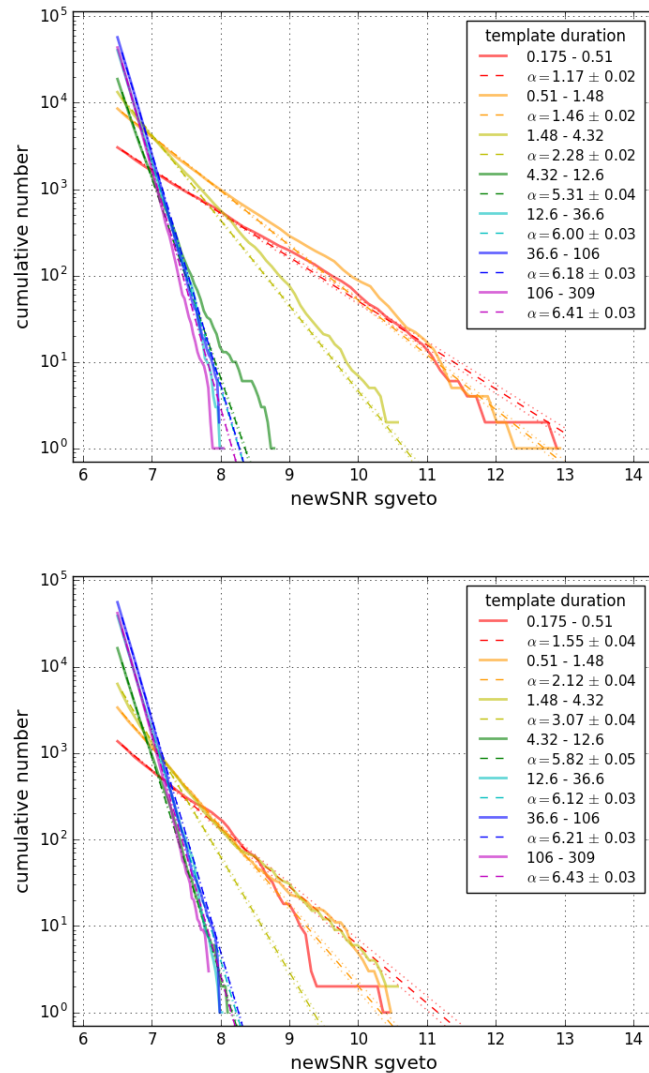 10^5
10^4
10^3
10^2
10^1
10^0
cumulative number
6 7 8 9 10 11 12 13 14
newSNR sgveto
template duration
0.175 - 0.51
α = 1.17 ± 0.02
0.51 - 1.48
α = 1.46 ± 0.02
1.48 - 4.32
α = 2.28 ± 0.02
4.32 - 12.6
α = 5.31 ± 0.04
12.6 - 36.6
α = 6.00 ± 0.03
36.6 - 106
α = 6.18 ± 0.03
106 - 309
α = 6.41 ± 0.03
10^5
10^4
10^3
10^2
10^1
10^0
cumulative number
6 7 8 9 10 11 12 13 14
newSNR sgveto
template duration
0.175 - 0.51
α = 1.55 ± 0.04
0.51 - 1.48
α = 2.12 ± 0.04
1.48 - 4.32
α = 3.07 ± 0.04
4.32 - 12.6
α = 5.82 ± 0.05
12.6 - 36.6
α = 6.12 ± 0.03
36.6 - 106
α = 6.21 ± 0.03
106 - 309
α = 6.43 ± 0.03